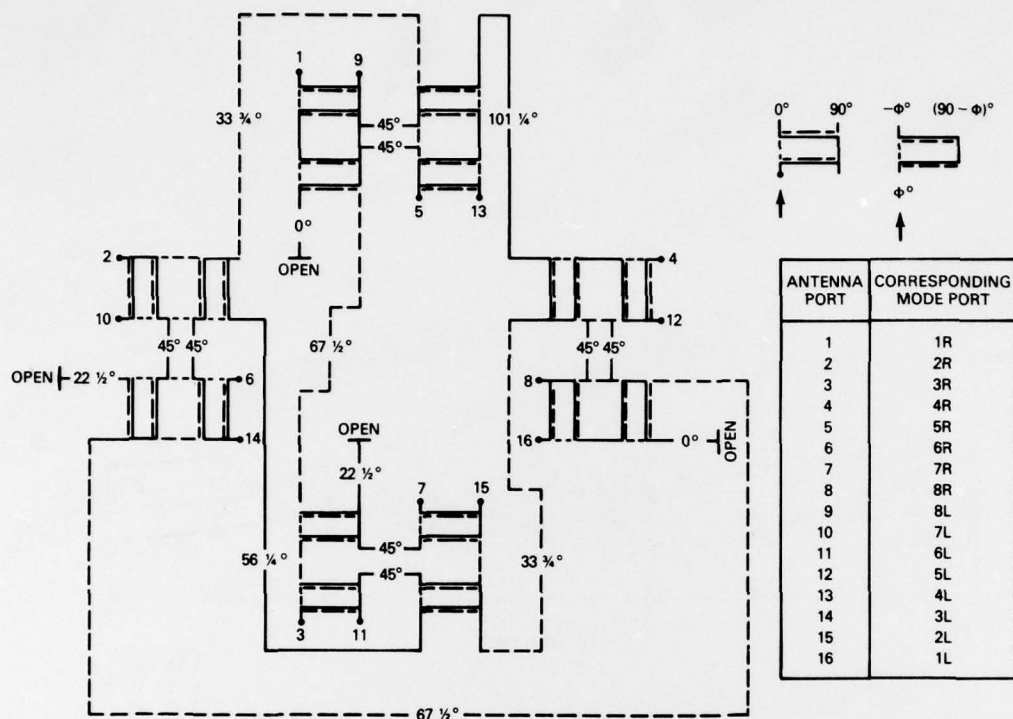 1 9
33 ¾° 45° 101 ¼°
45°
5 13
0°
OPEN
2 4
10 12
45° 45° 67 ½° 45° 45°
OPEN 22 ½° 6 8
OPEN
14 16 0° OPEN
22 ½° 7 15
56 ¼° 45° 33 ¾°
45°
3 11
67 ½°
0° 90° -Φ° (90 - Φ)°
Φ°
ANTENNA PORT CORRESPONDING MODE PORT
1 1R
2 2R
3 3R
4 4R
5 5R
6 6R
7 7R
8 8R
9 8L
10 7L
11 6L
12 5L
13 4L
14 3L
15 2L
16 1L